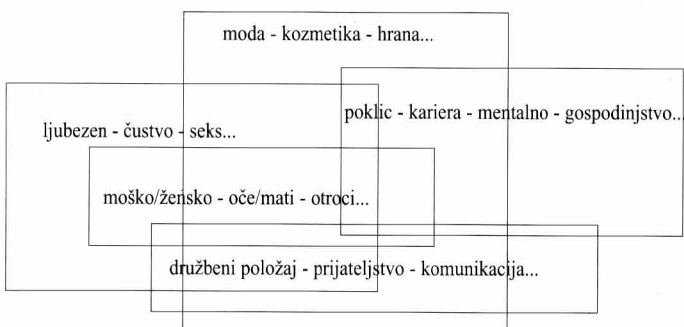 moda - kozmetika - hrana...
poklic - kariera - mentalno - gospodinjstvo...
ljubezen - čustvo - seks...
moško/žensko - oče/mati - otroci...
družbeni položaj - prijateljstvo - komunikacija...